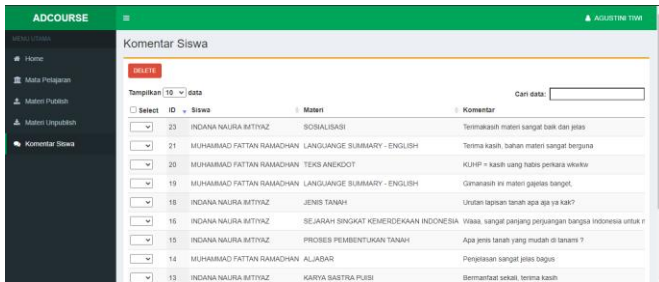 ADCOURSE
AGUSTINI TIWI
MENU UTAMA
Home
Mata Pelajaran
Materi Publish
Materi Unpublish
Komentar Siswa
Komentar Siswa
DELETE
Tampilkan 10 data
Cari data:
Select ID Siswa Materi Komentar
23 INDANA NAURA IMTIYAZ SOSIALISASI Terimakasih materi sangat baik dan jelas
21 MUHAMMAD FATTAN RAMADHAN LANGUANGE SUMMARY - ENGLISH Terima kasih, bahan materi sangat berguna
20 MUHAMMAD FATTAN RAMADHAN TEKS ANEKDOT KUHP = kasih uang habis perkara wkwkw
19 MUHAMMAD FATTAN RAMADHAN LANGUANGE SUMMARY - ENGLISH Gimanasih ini materi gajelas banget.
18 INDANA NAURA IMTIYAZ JENIS TANAH Urutan lapisan tanah apa aja ya kak?
16 INDANA NAURA IMTIYAZ SEJARAH SINGKAT KEMERDEKAAN INDONESIA Waaa, sangat panjang perjuangan bangsa Indonesia untuk
15 INDANA NAURA IMTIYAZ PROSES PEMBENTUKAN TANAH Apa jenis tanah yang mudah di tanami ?
14 MUHAMMAD FATTAN RAMADHAN ALJABAR Penjelasan sangat jelas bagus
13 INDANA NAURA IMTIYAZ KARYA SASTRA PUISI Bermanfaat sekali, terima kasih